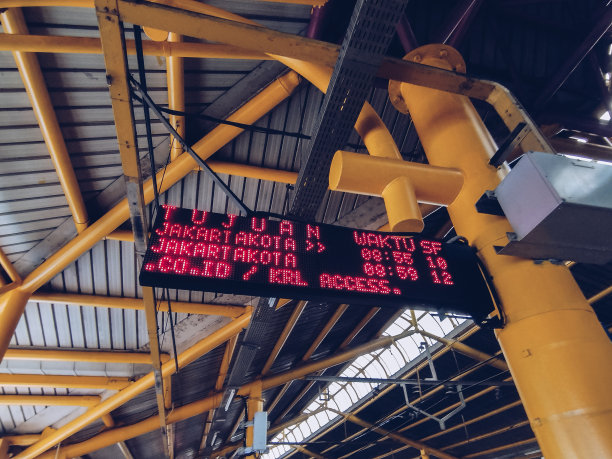 TUJUAN WAKTU SF
JAKARTAKOTA >> 08:55 10
JAKARTAKOTA 08:59 12
.CO.ID / KRL ACCESS.